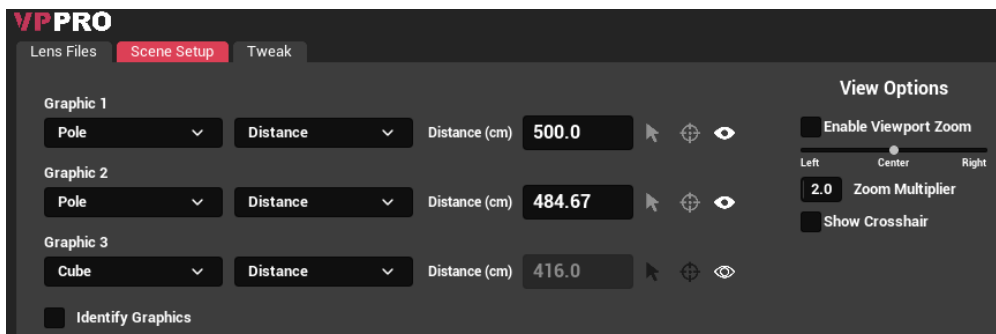 VPPRO
Lens Files Scene Setup Tweak
Graphic 1
Pole Distance Distance (cm) 500.0
Graphic 2
Pole Distance Distance (cm) 484.67
Graphic 3
Cube Distance Distance (cm) 416.0
Identify Graphics
View Options
Enable Viewport Zoom
Left Center Right
2.0 Zoom Multiplier
Show Crosshair